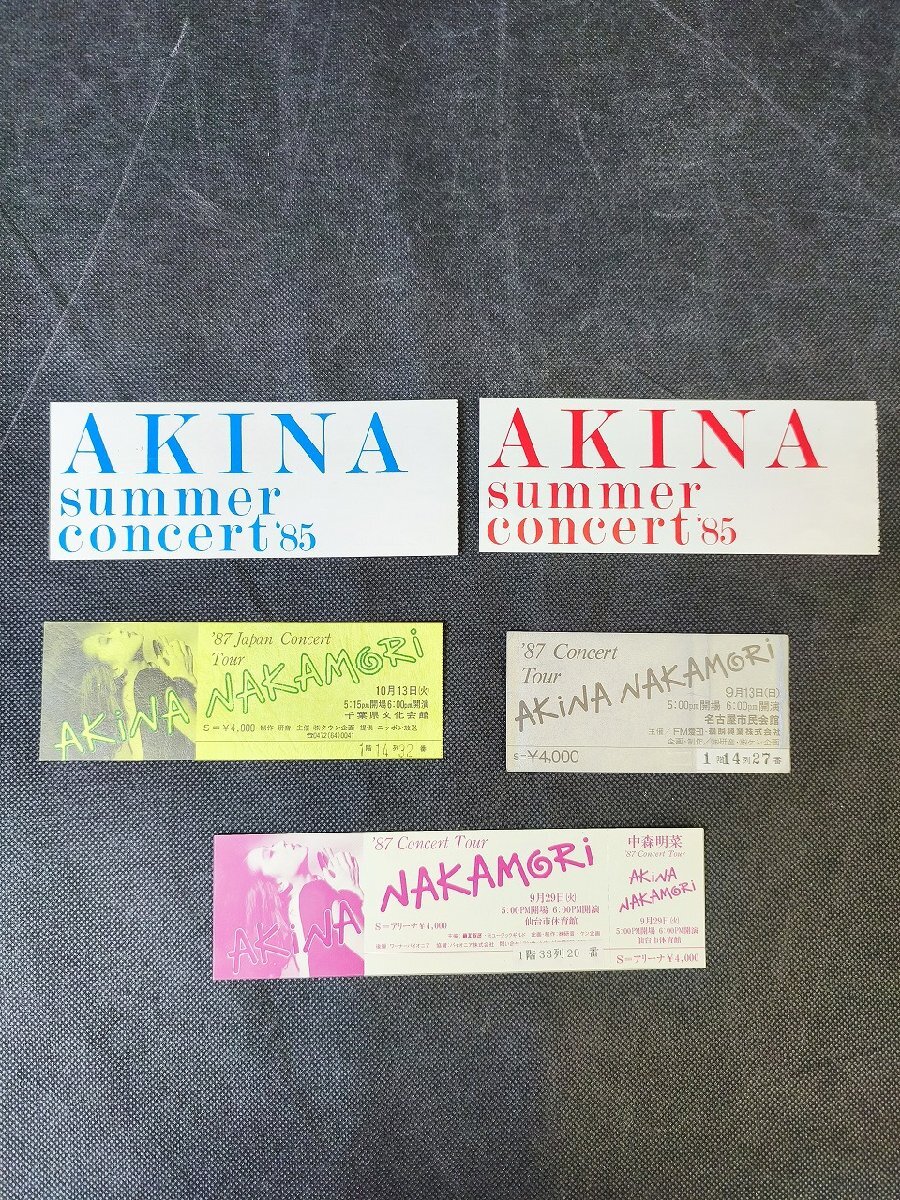 AKINA
summer
concert '85
AKINA
summer
concert '85
'87 Japan Concert
Tour
AKiNA NAKAMORi
10月13日(火)
5:15pm開場 6:00pm開演
千葉県文化会館
S=¥4,000
1階14列32番
'87 Concert
Tour
AKiNA NAKAMORi
9月13日(日)
5:00pm開場 6:00pm開演
名古屋市民会館
S=¥4,000
1階14列27番
'87 Concert Tour
AKiNA NAKAMORi
9月29日(火)
5:00PM開場 6:00PM開演
仙台市体育館
S=アリーナ¥4,000
1階33列20番
中森明菜
'87 Concert Tour
AKiNA
NAKAMORi
9月29日(火)
5:00PM開場 6:00PM開演
仙台市体育館
S=アリーナ¥4,000